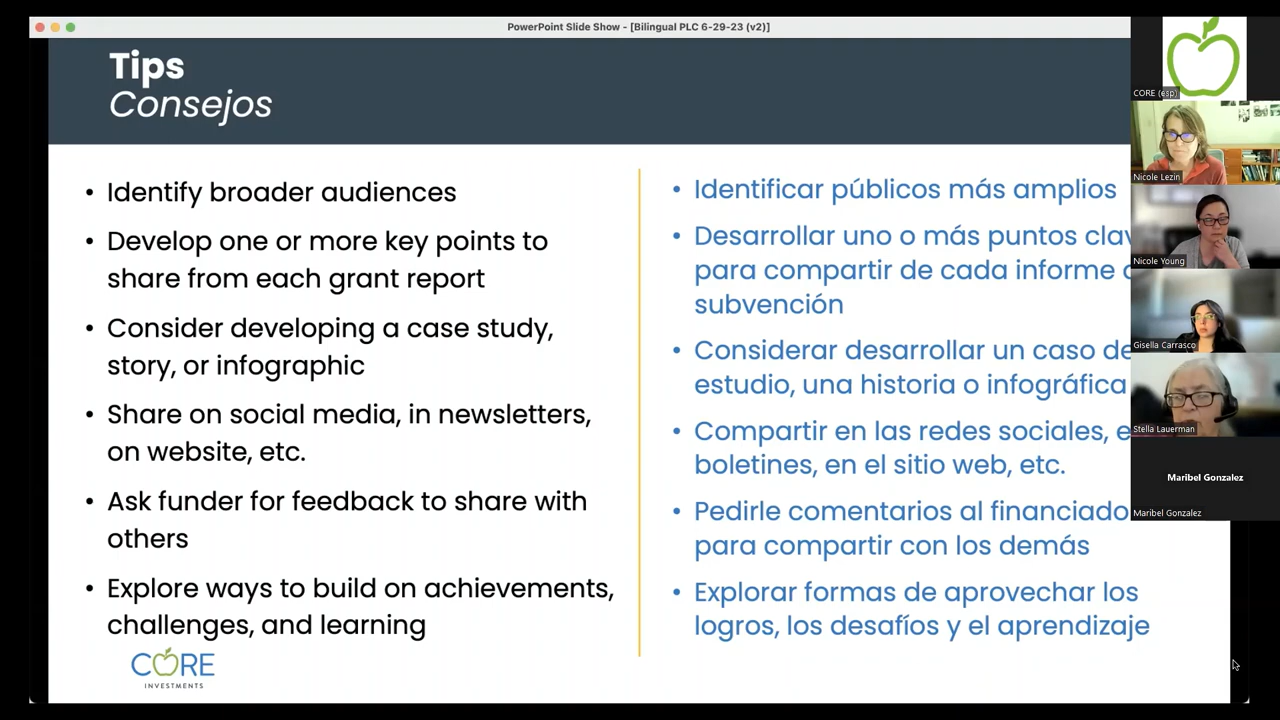 PowerPoint Slide Show - [Bilingual PLC 6-29-23 (v2)]
Tips
Consejos
• Identify broader audiences
• Develop one or more key points to
share from each grant report
• Consider developing a case study,
story, or infographic
• Share on social media, in newsletters,
on website, etc.
• Ask funder for feedback to share with
others
• Explore ways to build on achievements,
challenges, and learning
CORE
INVESTMENTS
• Identificar públicos más amplios
• Desarrollar uno o más puntos
para compartir de cada informe
subvención
• Considerar desarrollar un caso de
estudio, una historia o infográfica
• Compartir en las redes sociales,
boletines, en el sitio web, etc.
• Pedirle comentarios al
para compartir con los demás
• Explorar formas de aprovechar los
logros, los desafíos y el aprendizaje
CORE (esp)
Nicole Lezin
Nicole Young
Gisella Carrasco
Stella Lauerman
Maribel Gonzalez
Maribel Gonzalez